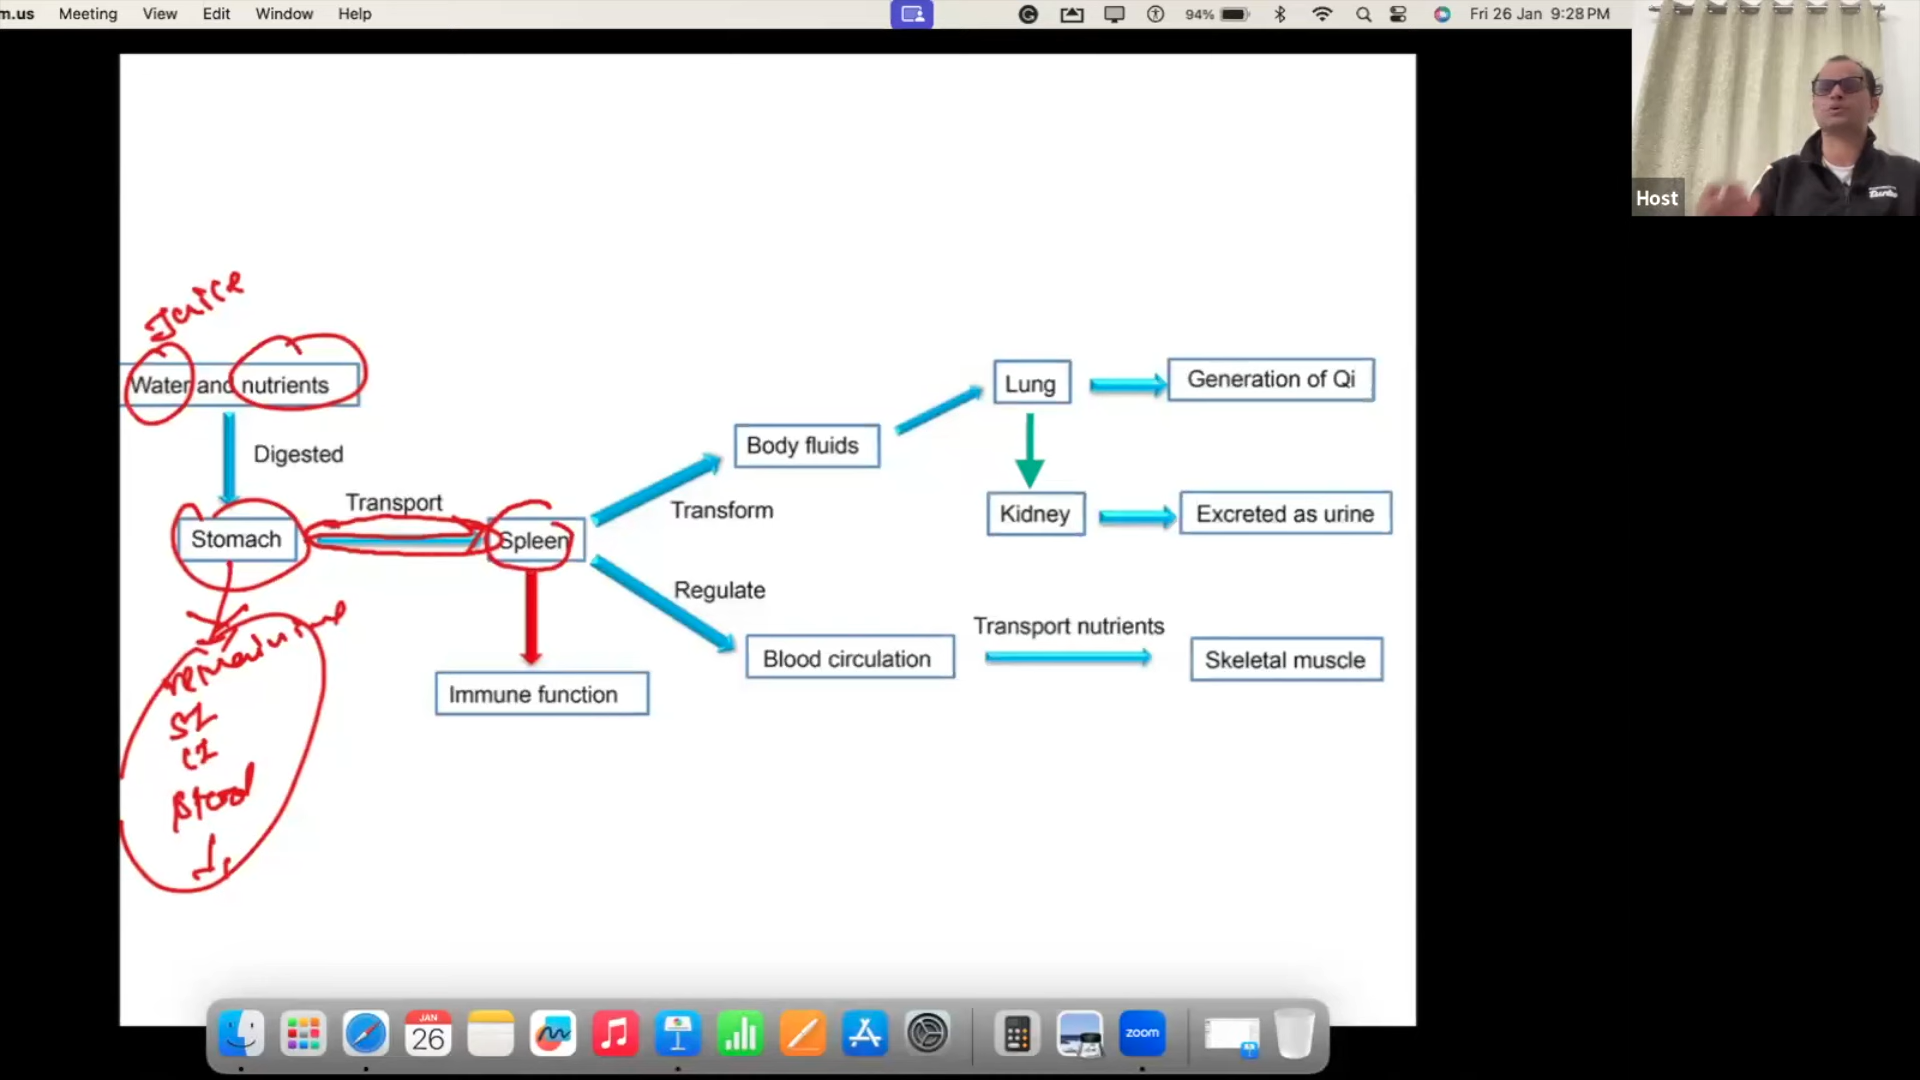 m.us Meeting View Edit Window Help 94% Fri 26 Jan 9:28 PM
Host
Juice
Water and nutrients
Digested
Stomach
Transport
Spleen
Immune function
Transform
Body fluids
Lung
Generation of Qi
Kidney
Excreted as urine
Regulate
Blood circulation
Transport nutrients
Skeletal muscle
SI
Stool
JAN
26
zoom